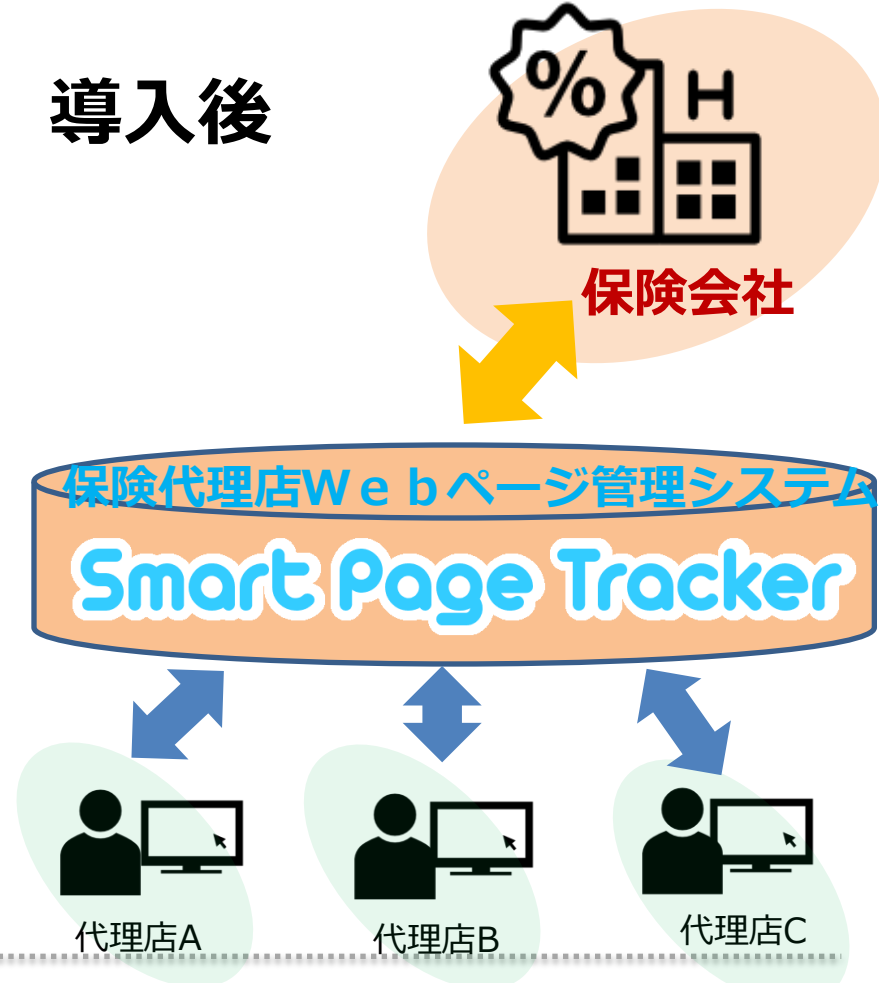 導入後
%
H
保険会社
保険代理店Ｗｅｂページ管理システム
Smart Page Tracker
代理店A
代理店B
代理店C